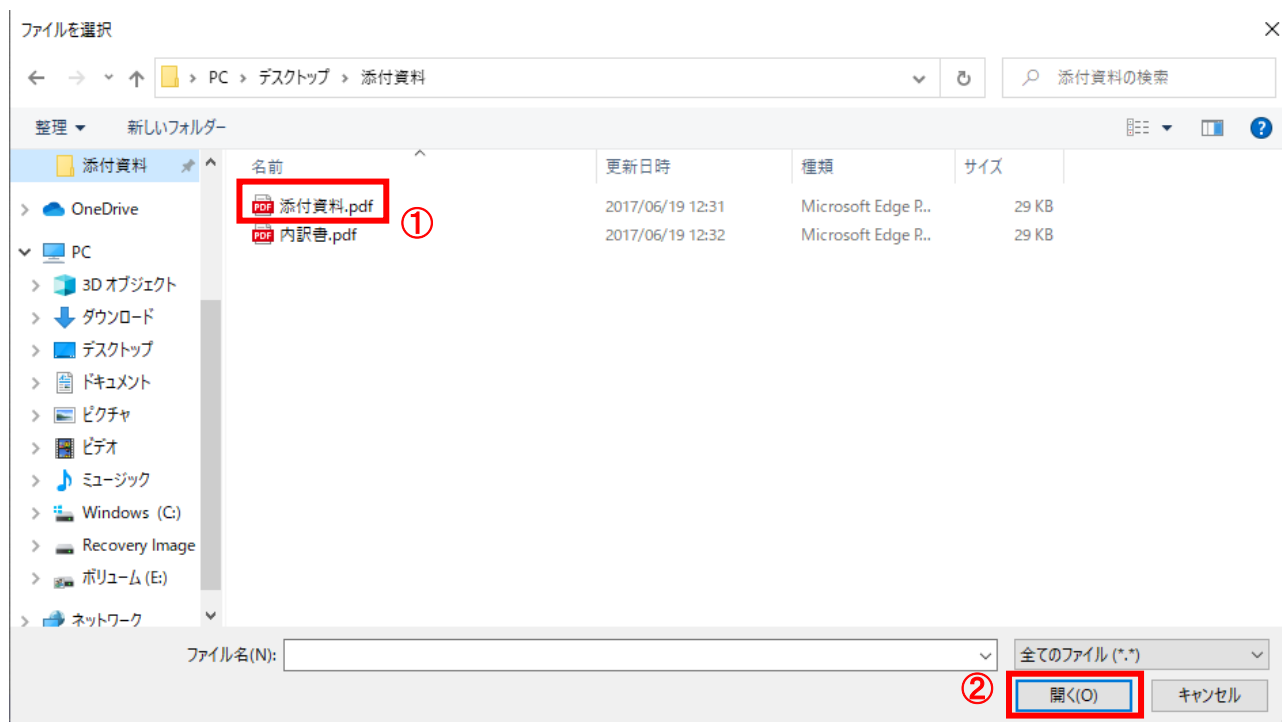 ファイルを選択
PC › デスクトップ › 添付資料
添付資料の検索
整理
新しいフォルダー
添付資料
OneDrive
PC
3D オブジェクト
ダウンロード
デスクトップ
ドキュメント
ピクチャ
ビデオ
ミュージック
Windows (C:)
Recovery Image
ボリューム (E:)
ネットワーク
名前 更新日時 種類 サイズ
添付資料.pdf 2017/06/19 12:31 Microsoft Edge P... 29 KB
①
内訳書.pdf 2017/06/19 12:32 Microsoft Edge P... 29 KB
ファイル名(N):
全てのファイル (*.*)
②
開く(O)
キャンセル